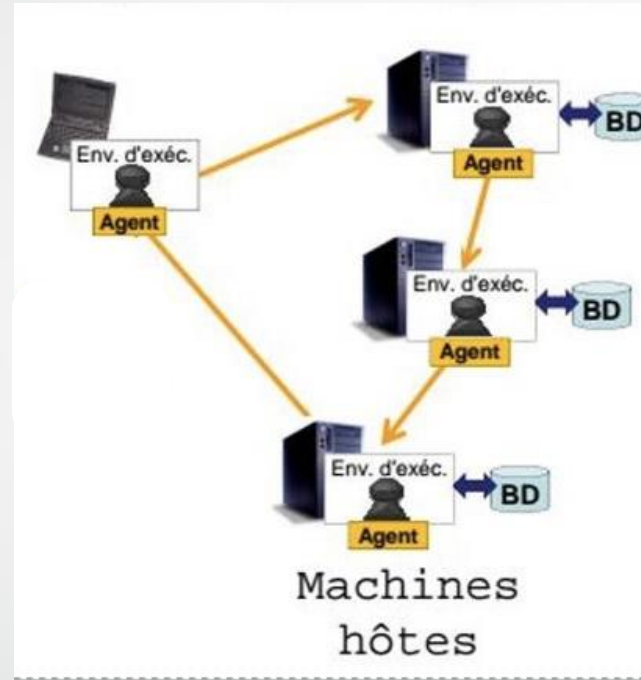 Env. d'exéc.
Agent
Env. d'exéc.
BD
Agent
Env. d'exéc.
BD
Agent
Env. d'exéc.
BD
Agent
Machines
hôtes